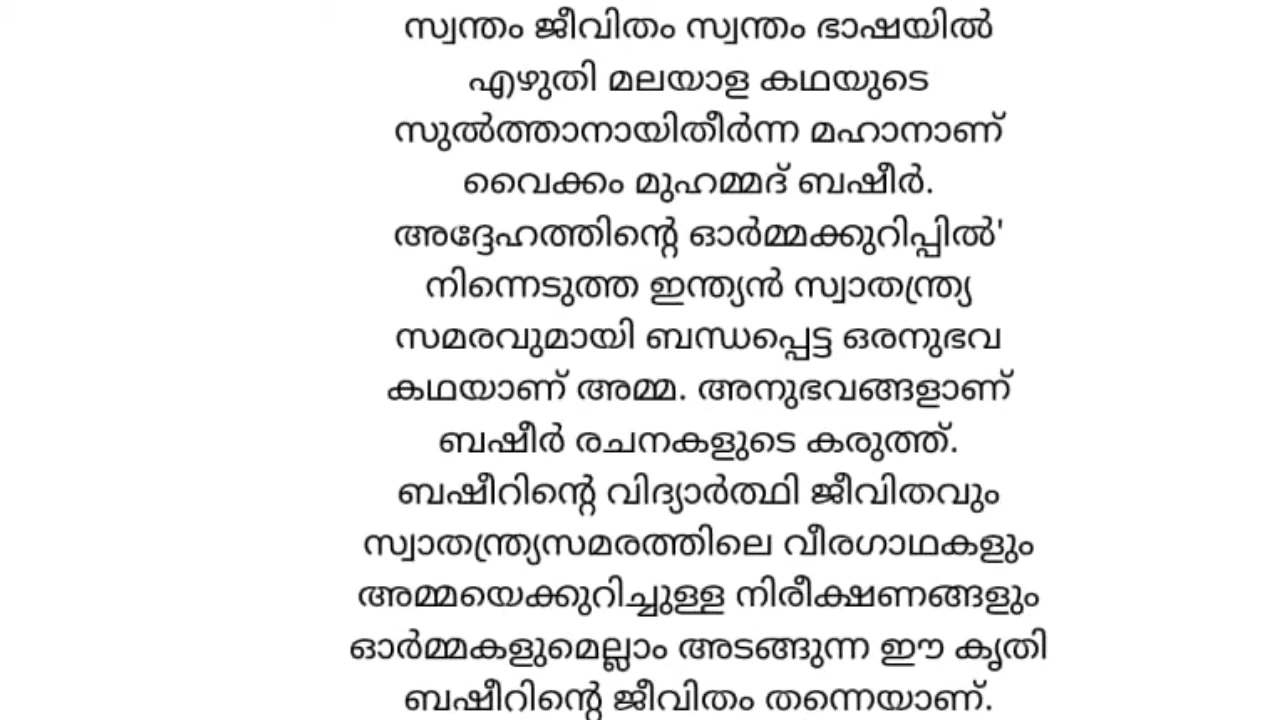 സ്വന്തം ജീവിതം സ്വന്തം ഭാഷയിൽ
എഴുതി മലയാള കഥയുടെ
സുൽത്താനായിതീർന്ന മഹാനാണ്
വൈക്കം മുഹമ്മദ് ബഷീർ.
അദ്ദേഹത്തിന്റെ ഓർമ്മക്കുറിപ്പിൽ'
നിന്നെടുത്ത ഇന്ത്യൻ സ്വാതന്ത്ര്യ
സമരവുമായി ബന്ധപ്പെട്ട ഒരനുഭവ
കഥയാണ് അമ്മ. അനുഭവങ്ങളാണ്
ബഷീർ രചനകളുടെ കരുത്ത്.
ബഷീറിന്റെ വിദ്യാർത്ഥി ജീവിതവും
സ്വാതന്ത്ര്യസമരത്തിലെ വീരഗാഥകളും
അമ്മയെക്കുറിച്ചുള്ള നിരീക്ഷണങ്ങളും
ഓർമ്മകളുമെല്ലാം അടങ്ങുന്ന ഈ കൃതി
ബഷീറിന്റെ ജീവിതം തന്നെയാണ്.